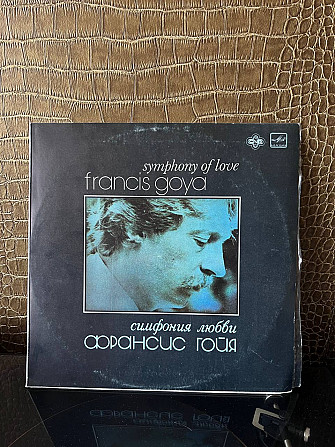 symphony of love
francis goya
симфония любви
франсис гойя